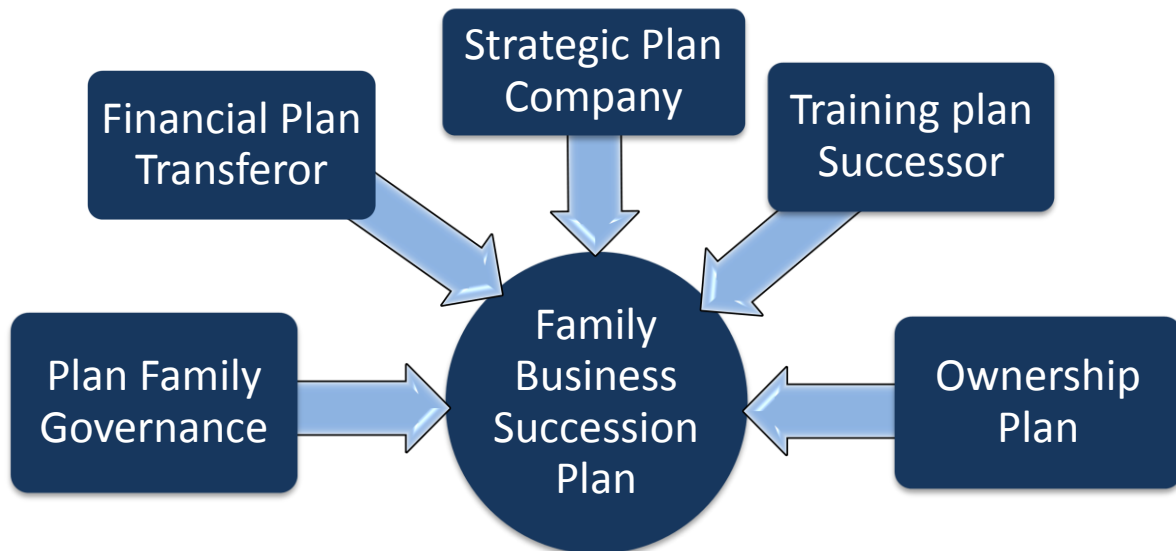 Strategic Plan
Company
Financial Plan
Transferor
Training plan
Successor
Plan Family
Governance
Family
Business
Succession
Plan
Ownership
Plan